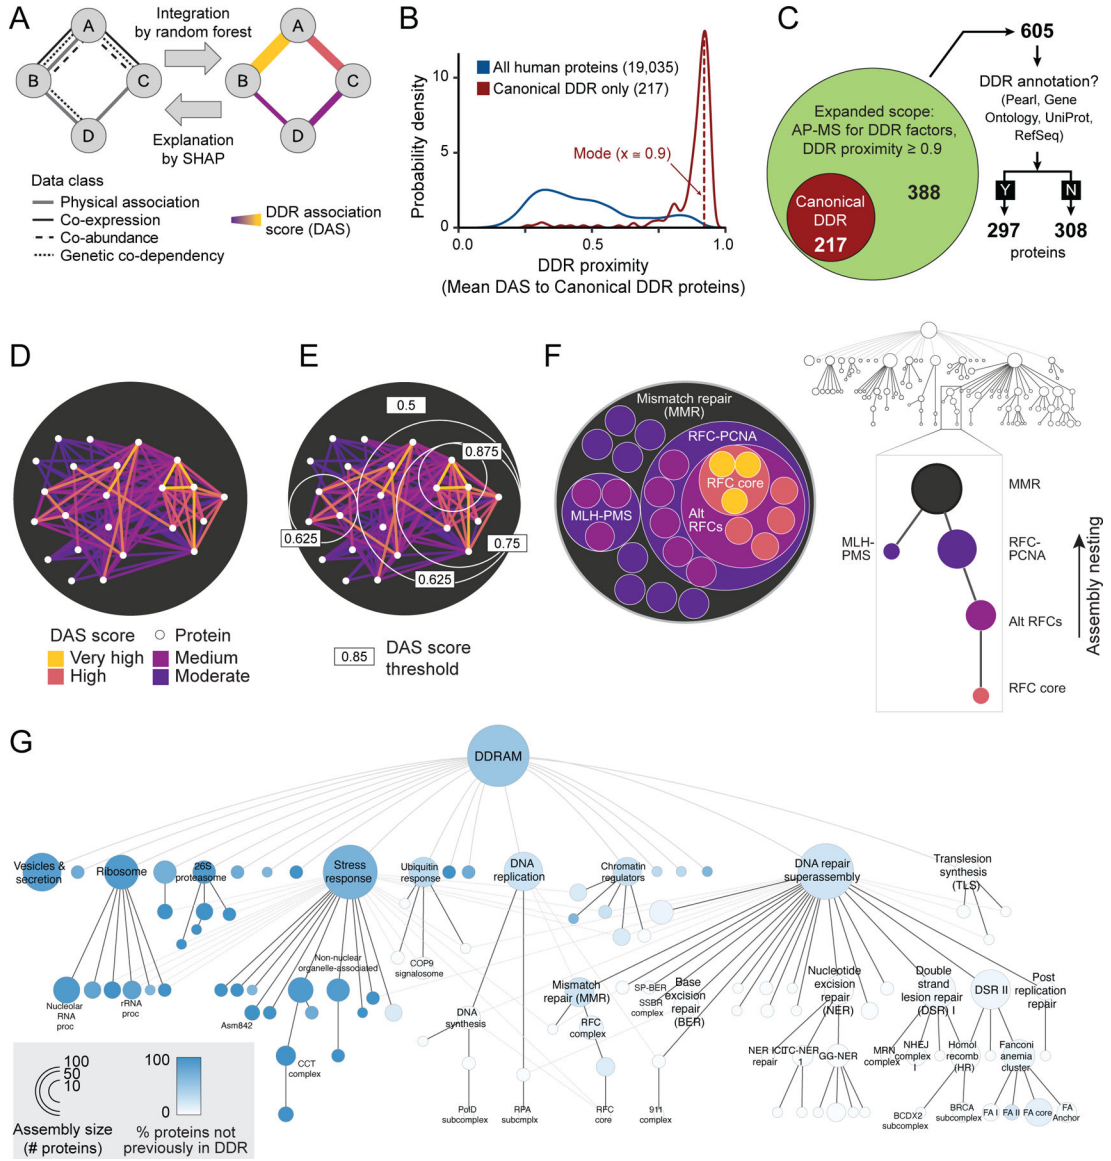 A
A
B
C
D
Integration
by random forest
Explanation
by SHAP
A
B
C
D
Data class
Physical association
Co-expression
Co-abundance
Genetic co-dependency
DDR association
score (DAS)
B
All human proteins (19,035)
Canonical DDR only (217)
Mode (x ≅ 0.9)
Probability density
10
5
0
0.0
0.5
1.0
DDR proximity
(Mean DAS to Canonical DDR proteins)
C
605
DDR annotation?
(Pearl, Gene
Ontology, UniProt,
RefSeq)
Y
N
297
308
proteins
Expanded scope:
AP-MS for DDR factors,
DDR proximity ≥ 0.9
388
Canonical
DDR
217
D
DAS score
Protein
Very high
Medium
High
Moderate
E
0.5
0.875
0.625
0.75
0.625
0.85
DAS score
threshold
F
Mismatch repair
(MMR)
RFC-PCNA
RFC core
MLH-PMS
Alt
RFCs
MMR
MLH-
PMS
RFC-
PCNA
Alt RFCs
RFC core
Assembly nesting
G
DDRAM
Vesicles &
secretion
Ribosome
26S
proteasome
Stress
response
Ubiquitin
response
DNA
replication
Chromatin
regulators
DNA repair
superassembly
Translesion
synthesis
(TLS)
Nucleolar
RNA
proc
rRNA
proc
Asm842
Non-nuclear
organelle-associated
CCT
complex
COP9
signalosome
DNA
synthesis
PolD
subcomplex
RPA
submplx
Mismatch
repair (MMR)
RFC
complex
RFC
core
SP-BER
SSBR
complex
Base
excision
repair
(BER)
911
complex
Nucleotide
excision
repair
(NER)
NER ICL
repair
TC-NER
1
GG-NER
Double
strand
lesion repair
(DSR) I
MRN
complex
NHEJ
complex
I
Homol
recomb
(HR)
BCDX2
subcomplex
BRCA
subcomplex
DSR II
Fanconi
anemia
cluster
FA I
FA II
FA core
FA
Anchor
Post
replication
repair
100
50
10
Assembly size
(# proteins)
100
0
% proteins not
previously in DDR